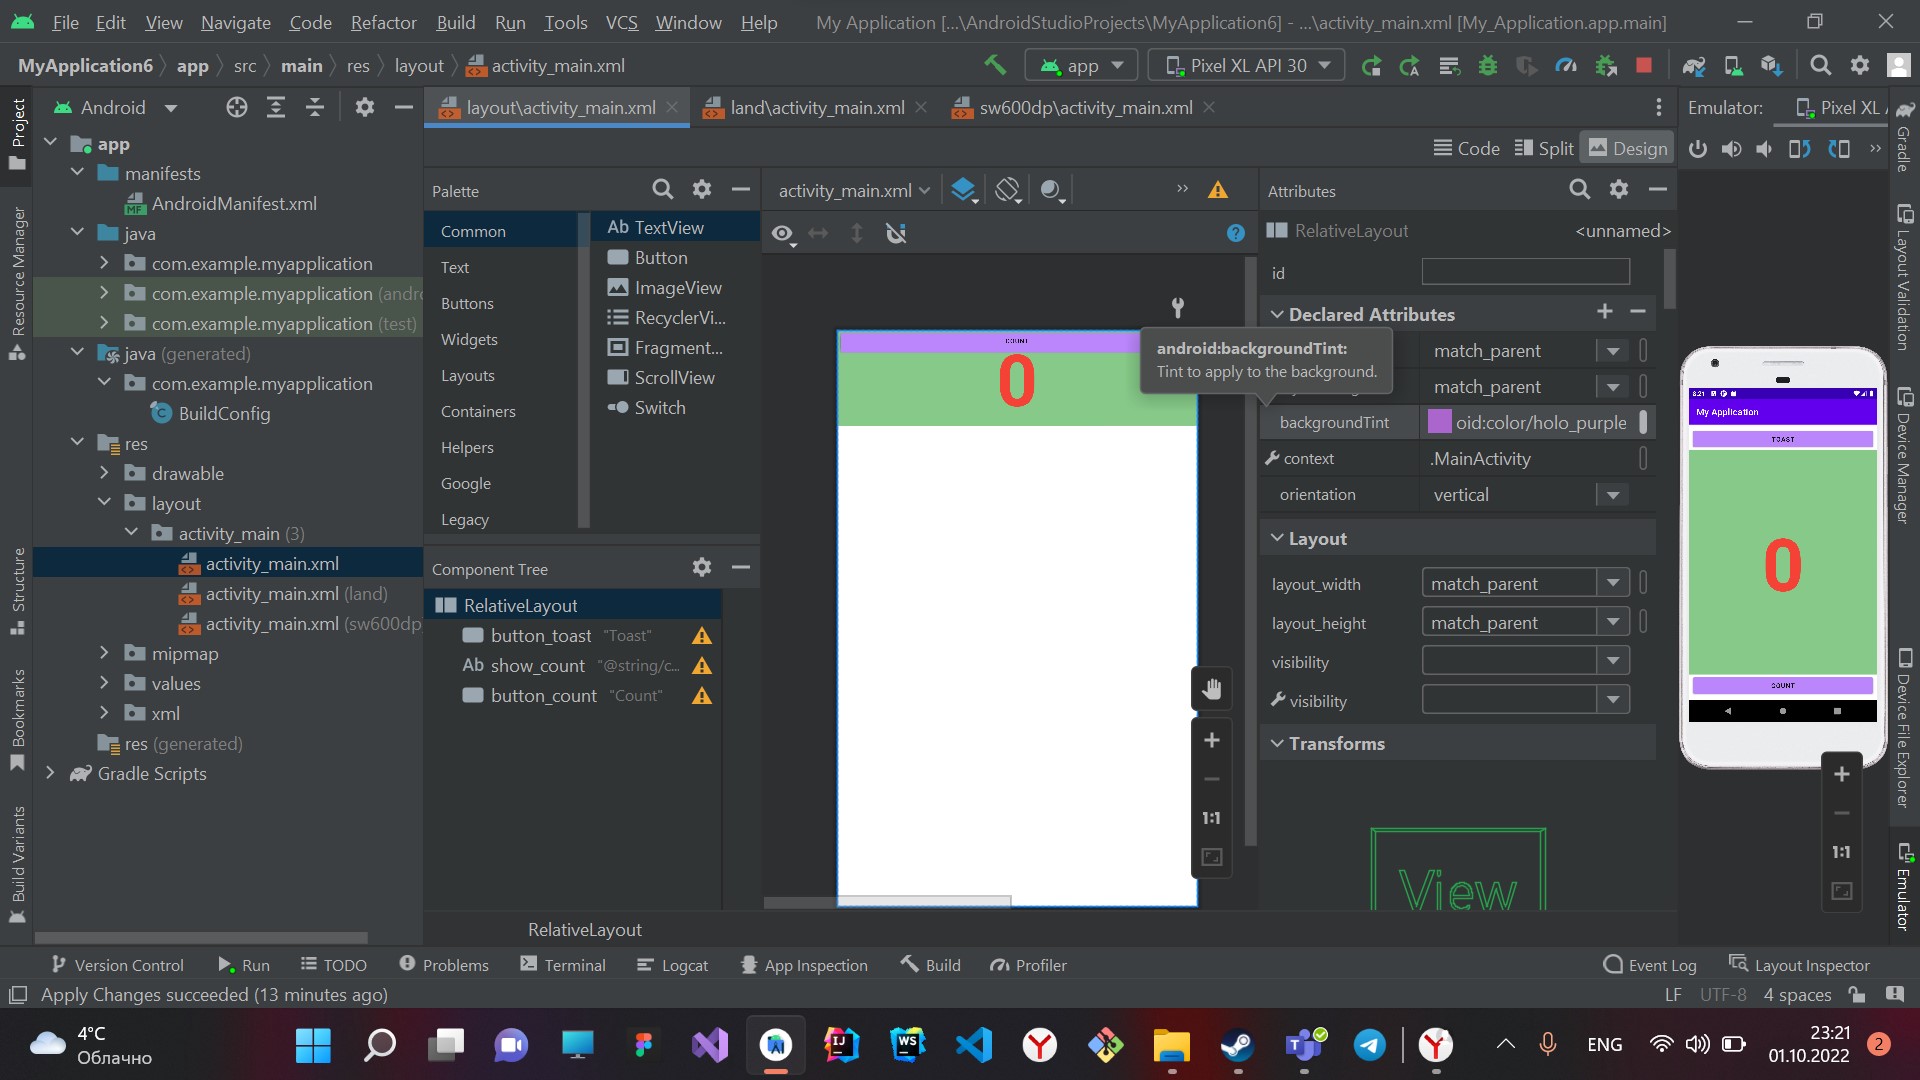 File Edit View Navigate Code Refactor Build Run Tools VCS Window Help My Application [...\AndroidStudioProjects\MyApplication6] - ...\activity_main.xml [My_Application.app.main]
MyApplication6 app src main res layout activity_main.xml app Pixel XL API 30
Android
layout\activity_main.xml land\activity_main.xml sw600dp\activity_main.xml
Emulator: Pixel XL
Code Split Design
Project
Resource Manager
Structure
Bookmarks
Build Variants
app
manifests
AndroidManifest.xml
java
com.example.myapplication
com.example.myapplication (andr
com.example.myapplication (test)
java (generated)
com.example.myapplication
BuildConfig
res
drawable
layout
activity_main (3)
activity_main.xml
activity_main.xml (land)
activity_main.xml (sw600dp
mipmap
values
xml
res (generated)
Gradle Scripts
Palette
Common
Text
Buttons
Widgets
Layouts
Containers
Helpers
Google
Legacy
Ab TextView
Button
ImageView
RecyclerVi...
Fragment...
ScrollView
Switch
Component Tree
RelativeLayout
button_toast "Toast"
Ab show_count "@string/c...
button_count "Count"
activity_main.xml
COUNT
0
1:1
RelativeLayout
Attributes
RelativeLayout <unnamed>
id
Declared Attributes
match_parent
match_parent
android:backgroundTint:
Tint to apply to the background.
backgroundTint oid:color/holo_purple
context .MainActivity
orientation vertical
Layout
layout_width match_parent
layout_height match_parent
visibility
visibility
Transforms
View
8:21
My Application
TOAST
0
COUNT
1:1
Gradle
Layout Validation
Device Manager
Device File Explorer
Emulator
Version Control Run TODO Problems Terminal Logcat App Inspection Build Profiler Event Log Layout Inspector
Apply Changes succeeded (13 minutes ago) LF UTF-8 4 spaces
4°C
Облачно
ENG
23:21
01.10.2022
2